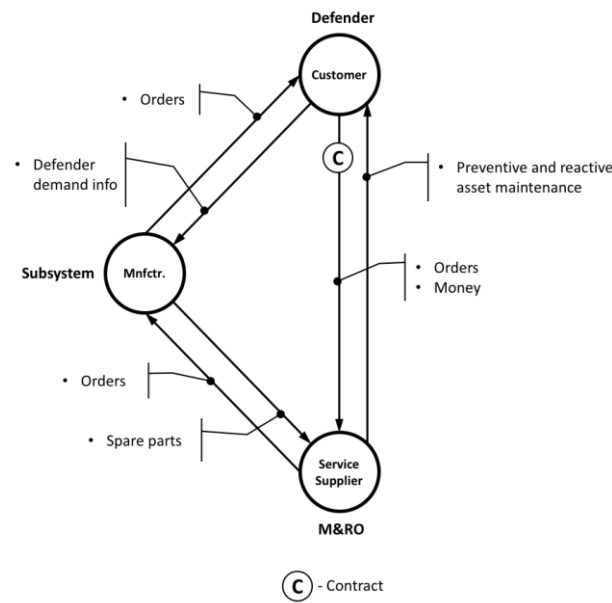 Defender
Customer
• Orders
C
• Defender
demand info
• Preventive and reactive
asset maintenance
Subsystem
Mnfctr.
• Orders
• Money
• Orders
• Spare parts
Service
Supplier
M&RO
C - Contract